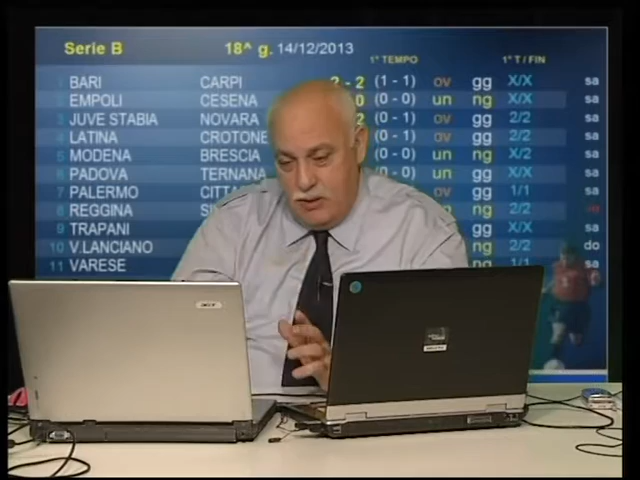 Serie B 18^ g. 14/12/2013
1° TEMPO 1° T / FIN
1 BARI CARPI 2 - 2 (1 - 1) ov gg X/X sa
2 EMPOLI CESENA 0 (0 - 0) un ng X/X sa
3 JUVE STABIA NOVARA 2 (0 - 1) ov gg 2/2 sa
4 LATINA CROTONE (0 - 1) ov gg 2/2 sa
5 MODENA BRESCIA (0 - 0) un ng X/2 sa
6 PADOVA TERNANA (0 - 0) un ng X/X sa
7 PALERMO ov gg 1/1 sa
8 REGGINA gg 2/2
9 TRAPANI gg X/X sa
10 V.LANCIANO gg 2/2 do
11 VARESE ng 1/1 sa
acer